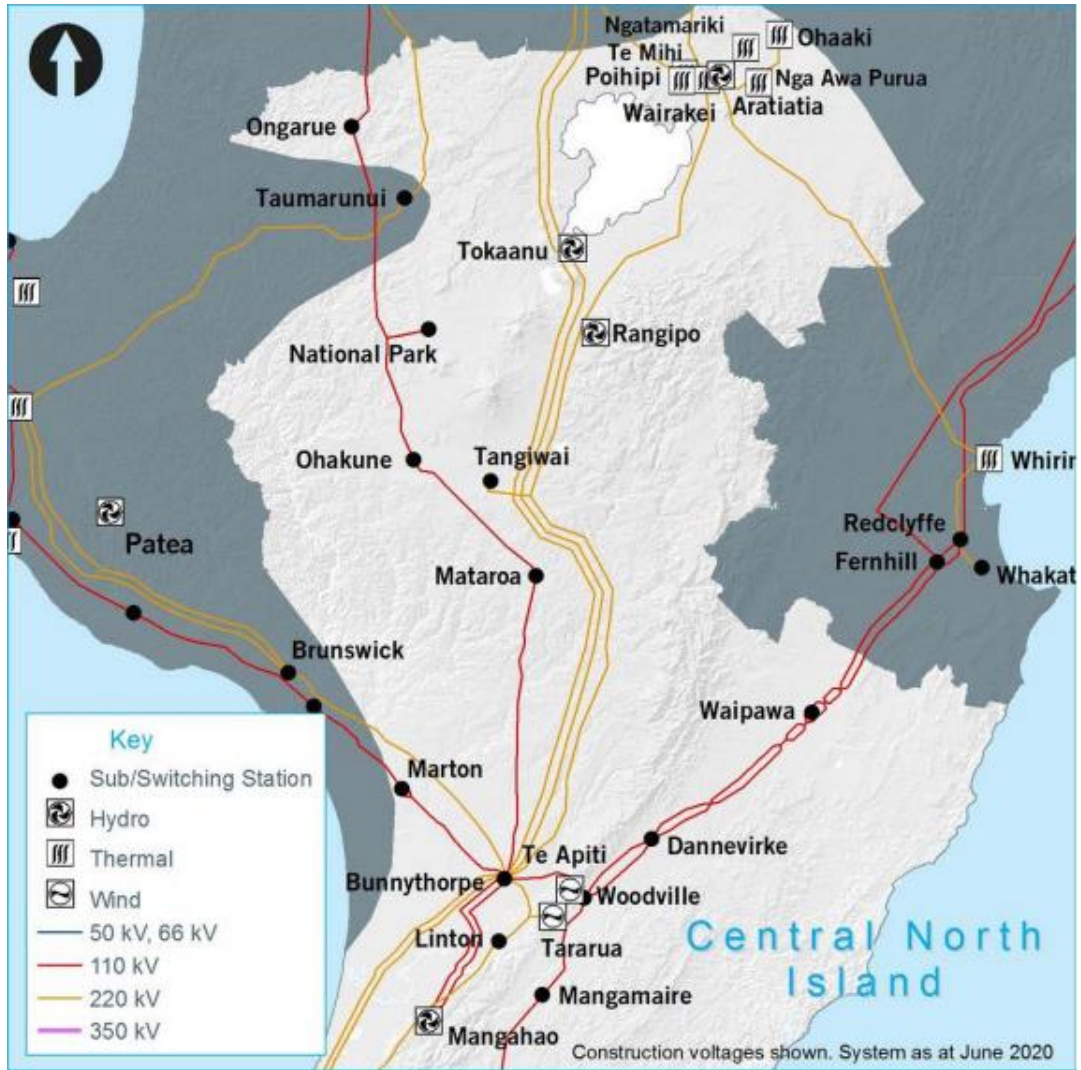 Ngatamariki
Ohaaki
Te Mihi
Poihipi
Nga Awa Purua
Wairakei
Aratiatia
Ongarue
Taumarunui
Tokaanu
Rangipo
National Park
Ohakune
Tangiwai
Whirin
Patea
Redclyffe
Fernhill
Whakat
Mataroa
Brunswick
Waipawa
Marton
Dannevirke
Te Apiti
Bunnythorpe
Woodville
Linton
Tararua
Mangamaire
Mangahao
Central North
Island
Key
Sub/Switching Station
Hydro
Thermal
Wind
50 kV, 66 kV
110 kV
220 kV
350 kV
Construction voltages shown. System as at June 2020